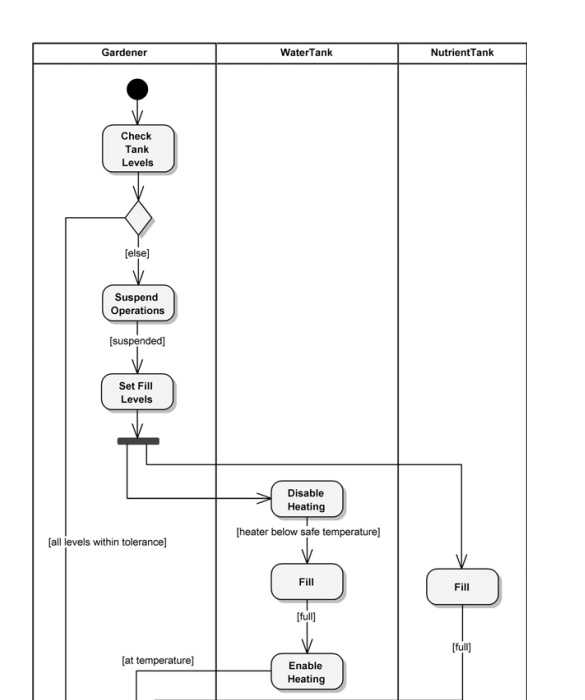 Gardener
WaterTank
NutrientTank
Check
Tank
Levels
[else]
Suspend
Operations
[suspended]
Set Fill
Levels
Disable
Heating
[heater below safe temperature]
[all levels within tolerance]
Fill
Fill
[full]
[full]
[at temperature]
Enable
Heating